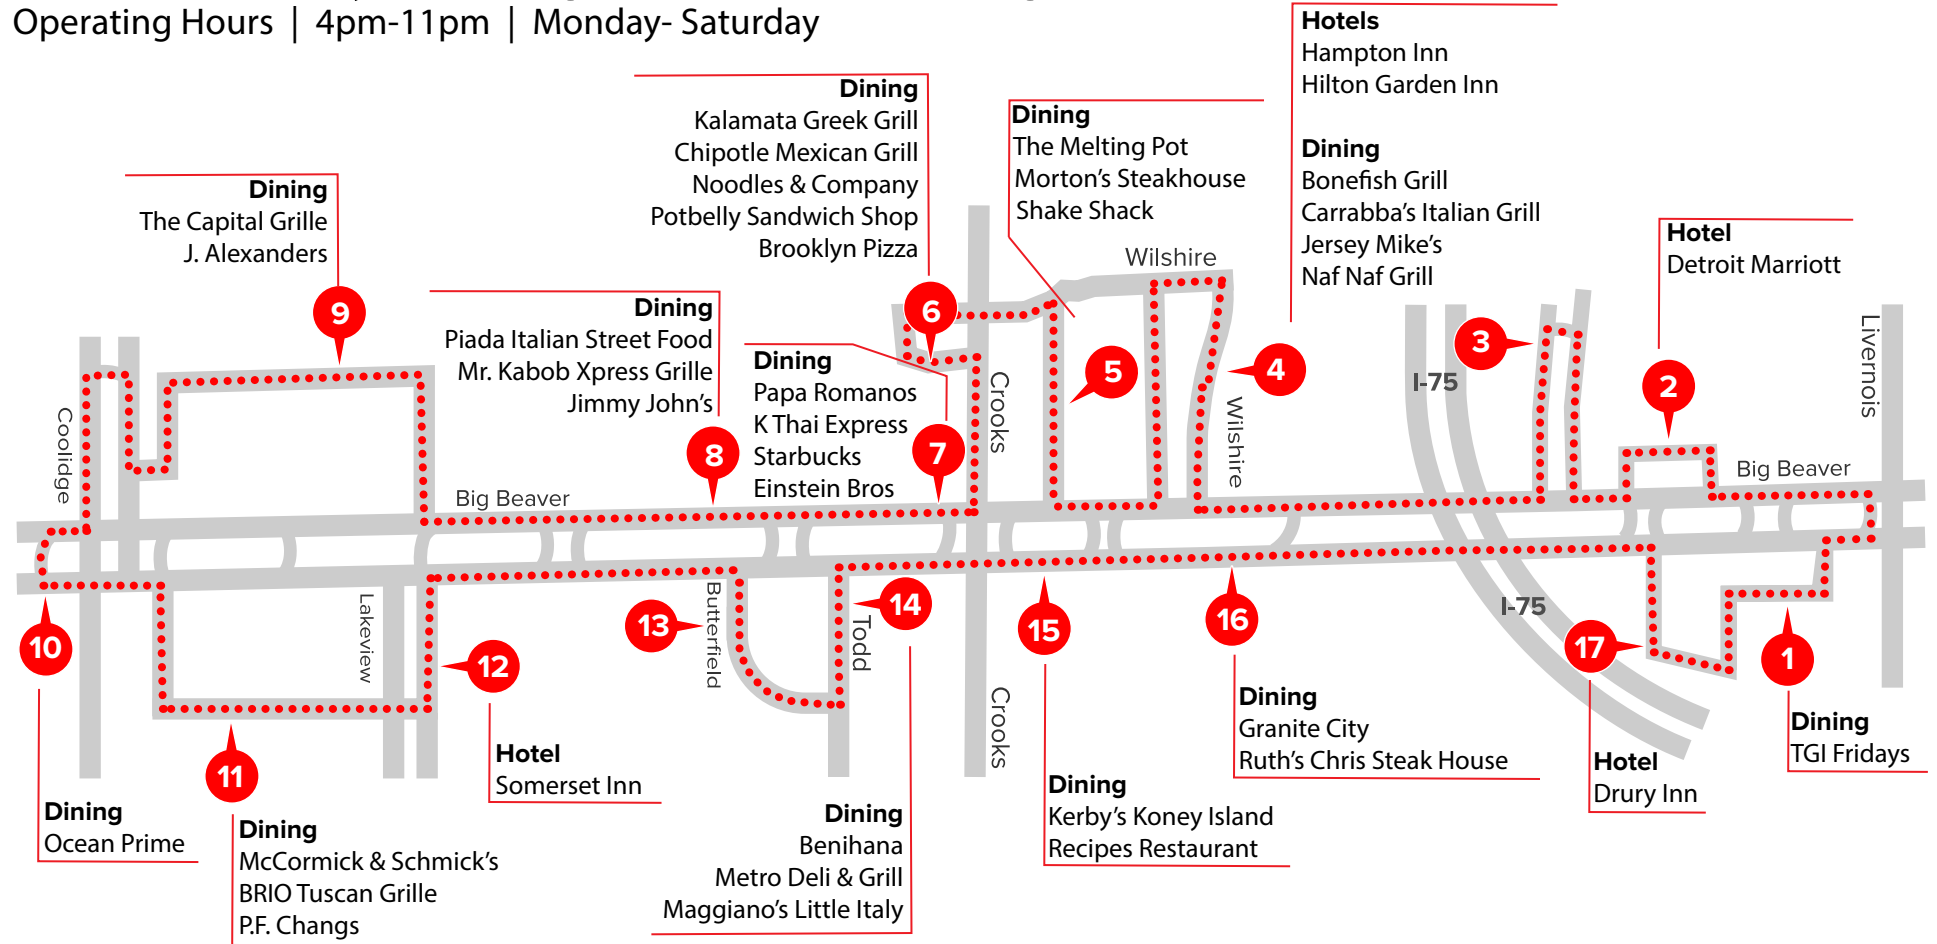 Operating Hours | 4pm-11pm | Monday- Saturday
Hotels
Hampton Inn
Hilton Garden Inn
Dining
Bonefish Grill
Carrabba's Italian Grill
Jersey Mike's
Naf Naf Grill
Dining
Kalamata Greek Grill
Chipotle Mexican Grill
Noodles & Company
Potbelly Sandwich Shop
Brooklyn Pizza
Dining
The Melting Pot
Morton's Steakhouse
Shake Shack
Dining
The Capital Grille
J. Alexanders
Hotel
Detroit Marriott
Dining
Piada Italian Street Food
Mr. Kabob Xpress Grille
Jimmy John's
Dining
Papa Romanos
K Thai Express
Starbucks
Einstein Bros
Wilshire
9
6
3
5
4
2
8
7
I-75
Livernois
Coolidge
Crooks
Wilshire
Big Beaver
Big Beaver
10
Lakeview
12
13
Butterfield
14
Todd
15
16
I-75
17
1
11
Crooks
Dining
Ocean Prime
Dining
McCormick & Schmick's
BRIO Tuscan Grille
P.F. Changs
Hotel
Somerset Inn
Dining
Benihana
Metro Deli & Grill
Maggiano's Little Italy
Dining
Kerby's Koney Island
Recipes Restaurant
Dining
Granite City
Ruth's Chris Steak House
Hotel
Drury Inn
Dining
TGI Fridays